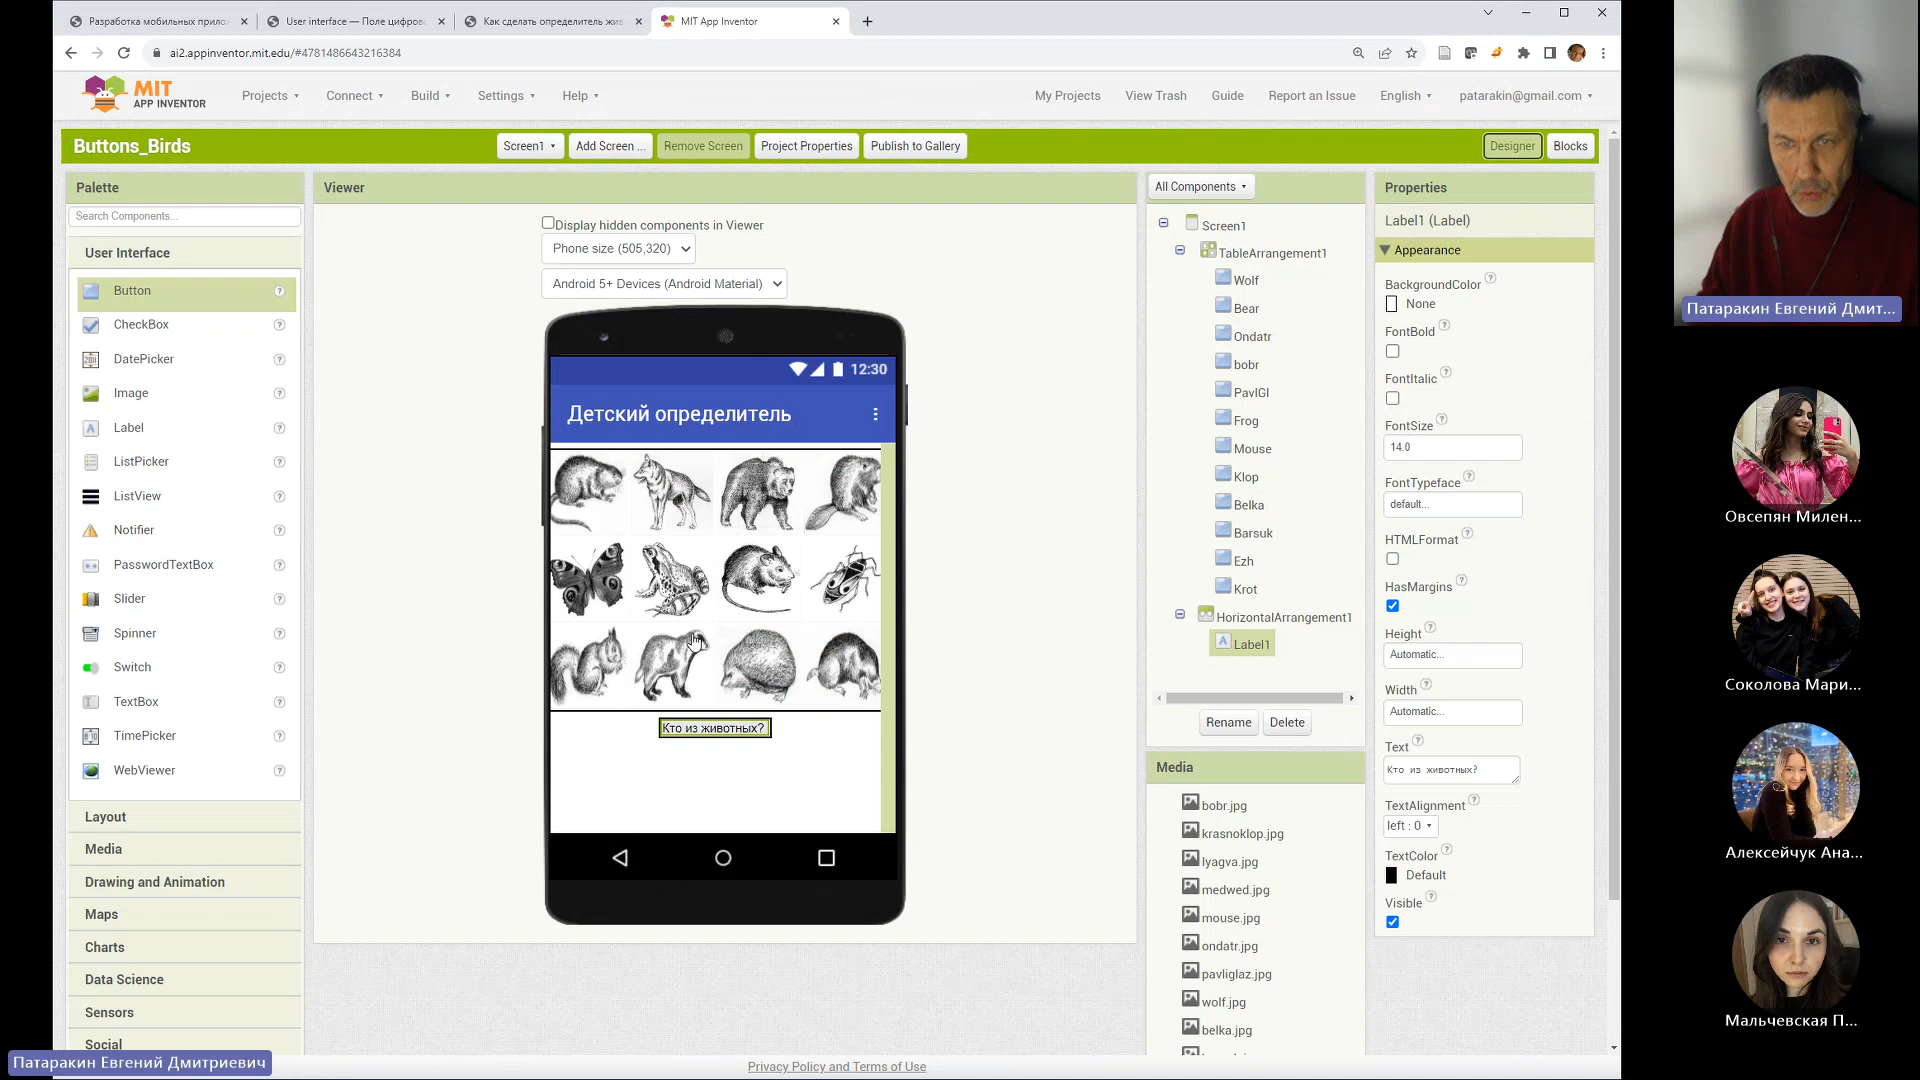 Разработка мобильных прило
User interface — Поле цифрово
Как сделать определитель жив
MIT App Inventor
ai2.appinventor.mit.edu/#4781486643216384
MIT
APP INVENTOR
Projects
Connect
Build
Settings
Help
My Projects
View Trash
Guide
Report an Issue
English
patarakin@gmail.com
Buttons_Birds
Screen1
Add Screen ...
Remove Screen
Project Properties
Publish to Gallery
Designer
Blocks
Palette
Search Components...
User Interface
Button
CheckBox
DatePicker
Image
Label
ListPicker
ListView
Notifier
PasswordTextBox
Slider
Spinner
Switch
TextBox
TimePicker
WebViewer
Layout
Media
Drawing and Animation
Maps
Charts
Data Science
Sensors
Social
Viewer
Display hidden components in Viewer
Phone size (505,320)
Android 5+ Devices (Android Material)
12:30
Детский определитель
Кто из животных?
All Components
Screen1
TableArrangement1
Wolf
Bear
Ondatr
bobr
PavlGl
Frog
Mouse
Klop
Belka
Barsuk
Ezh
Krot
HorizontalArrangement1
Label1
Rename
Delete
Media
bobr.jpg
krasnoklop.jpg
lyagva.jpg
medwed.jpg
mouse.jpg
ondatr.jpg
pavliglaz.jpg
wolf.jpg
belka.jpg
Properties
Label1 (Label)
Appearance
BackgroundColor
None
FontBold
FontItalic
FontSize
14.0
FontTypeface
default...
HTMLFormat
HasMargins
Height
Automatic...
Width
Automatic...
Text
Кто из животных?
TextAlignment
left : 0
TextColor
Default
Visible
Privacy Policy and Terms of Use
Патаракин Евгений Дмитриевич
Патаракин Евгений Дмит...
Овсепян Милен...
Соколова Мари...
Алексейчук Ана...
Мальчевская П...